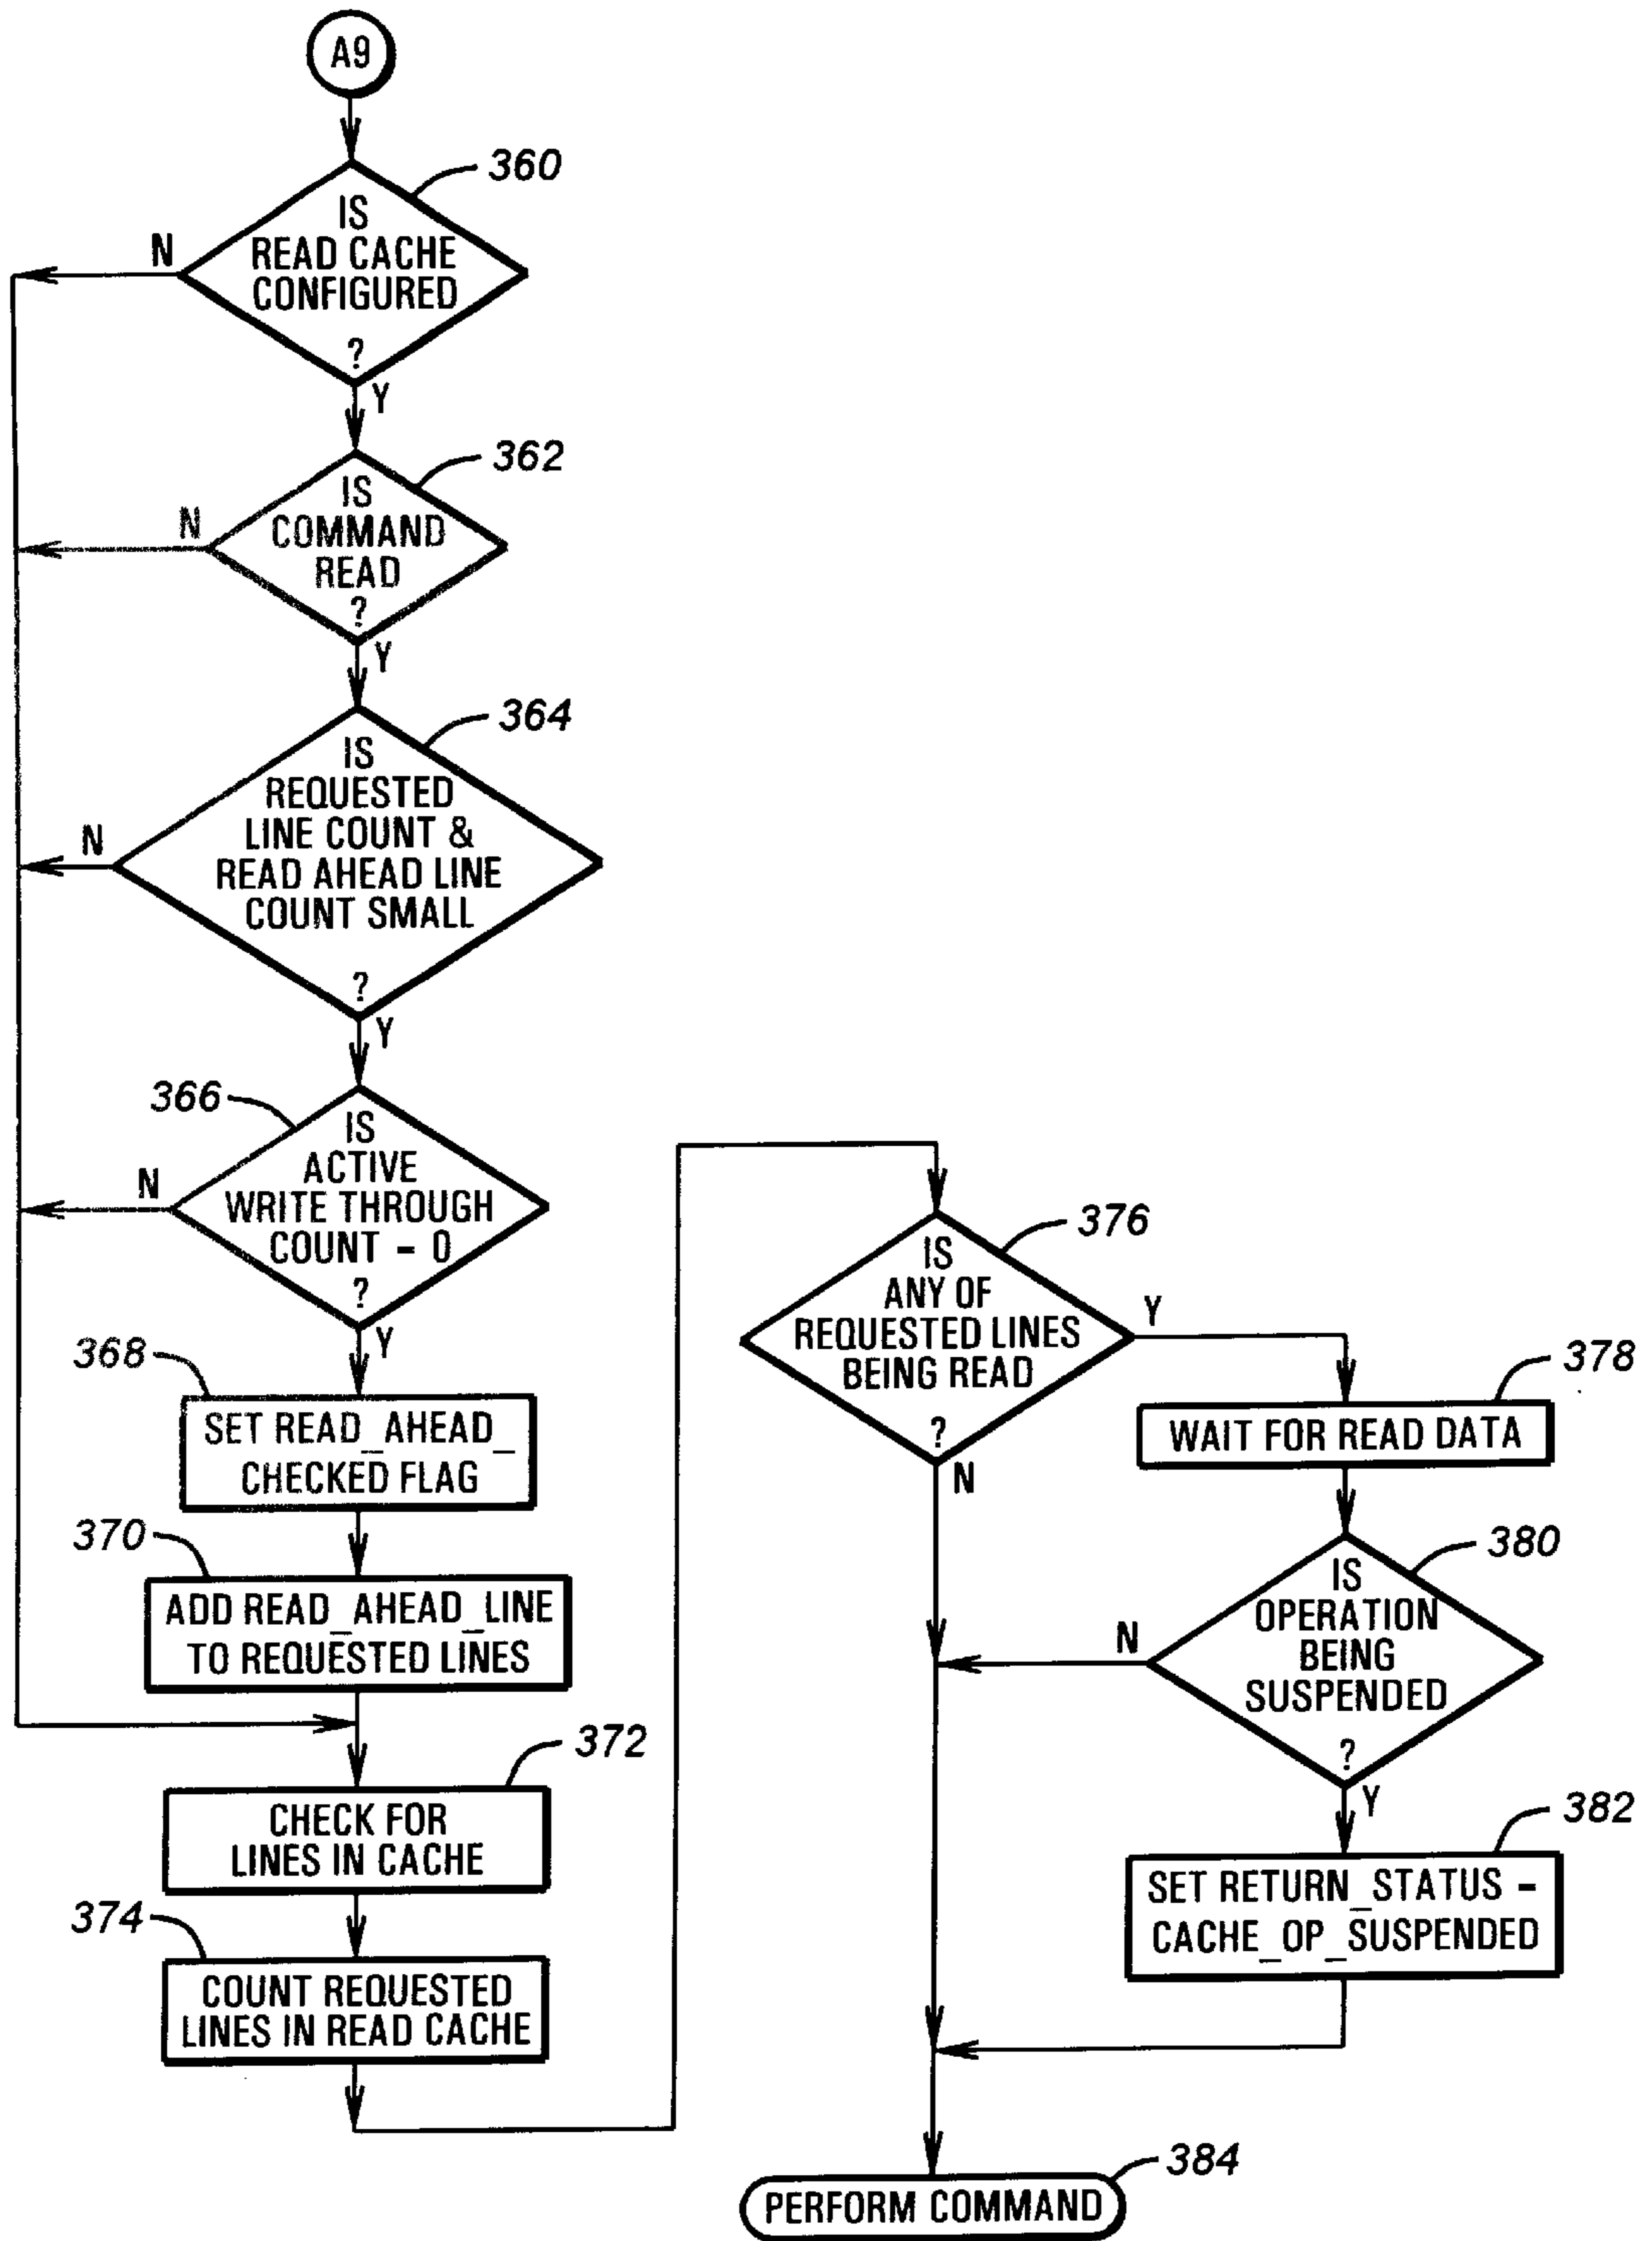 A9
360
IS
READ CACHE
CONFIGURED
?
N
Y
362
IS
COMMAND
READ
?
N
Y
364
IS
REQUESTED
LINE COUNT &
READ AHEAD LINE
COUNT SMALL
?
N
Y
366
IS
ACTIVE
WRITE THROUGH
COUNT = 0
?
N
Y
368
SET READ_AHEAD_
CHECKED FLAG
370
ADD READ_AHEAD_LINE
TO REQUESTED LINES
372
CHECK FOR
LINES IN CACHE
374
COUNT REQUESTED
LINES IN READ CACHE
376
IS
ANY OF
REQUESTED LINES
BEING READ
?
Y
N
378
WAIT FOR READ DATA
380
IS
OPERATION
BEING
SUSPENDED
?
N
Y
382
SET RETURN_STATUS =
CACHE_OP_SUSPENDED
384
PERFORM COMMAND